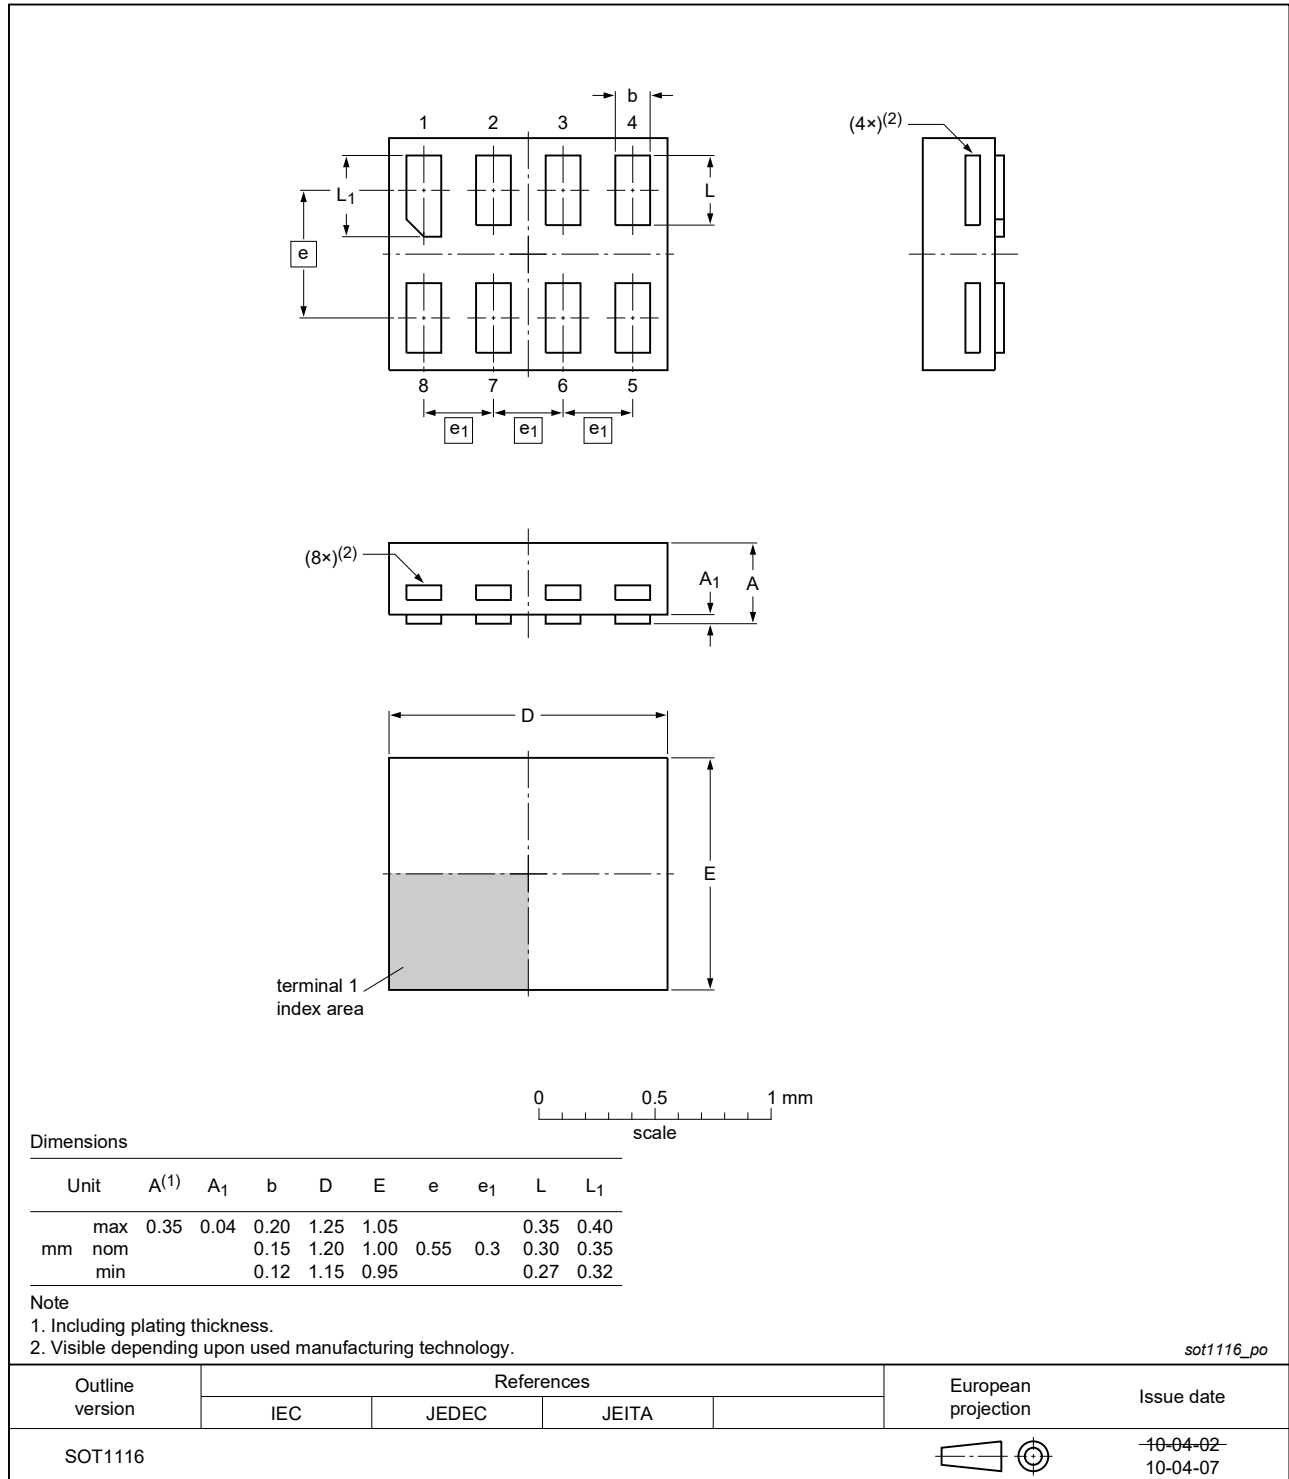 b
1 2 3 4
(4×)(2)
L1
L
e
8 7 6 5
e1 e1 e1
(8×)(2)
A1 A
D
E
terminal 1
index area
0 0.5 1 mm
scale
Dimensions
Unit A(1) A1 b D E e e1 L L1
max 0.35 0.04 0.20 1.25 1.05 0.35 0.40
mm nom 0.15 1.20 1.00 0.55 0.3 0.30 0.35
min 0.12 1.15 0.95 0.27 0.32
Note
1. Including plating thickness.
2. Visible depending upon used manufacturing technology.
sot1116_po
Outline
version
References
IEC JEDEC JEITA
European
projection
Issue date
SOT1116
10-04-02
10-04-07